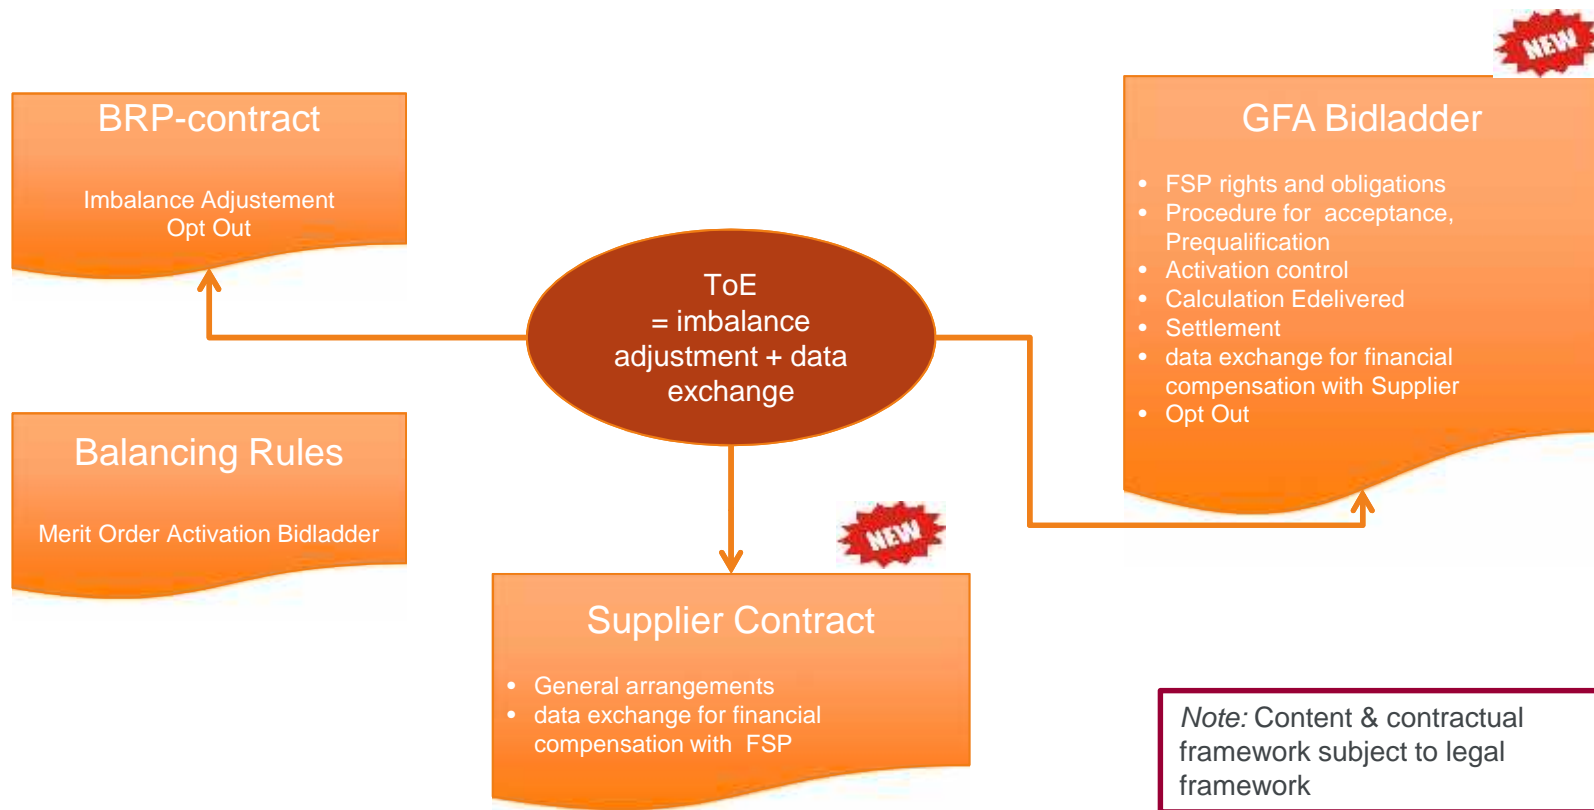 NEW
BRP-contract
Imbalance Adjustement
Opt Out
GFA Bidladder
• FSP rights and obligations
• Procedure for acceptance,
Prequalification
• Activation control
• Calculation Edelivered
• Settlement
• data exchange for financial
compensation with Supplier
• Opt Out
ToE
= imbalance
adjustment + data
exchange
Balancing Rules
Merit Order Activation Bidladder
NEW
Supplier Contract
• General arrangements
• data exchange for financial
compensation with FSP
Note: Content & contractual
framework subject to legal
framework